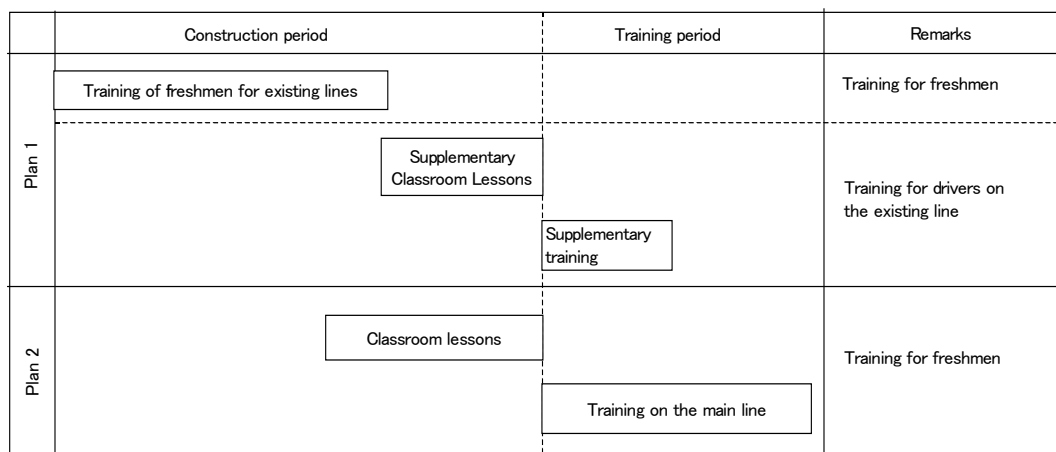 Construction period
Training period
Remarks
Plan 1
Training of freshmen for existing lines
Training for freshmen
Supplementary
Classroom Lessons
Training for drivers on
the existing line
Supplementary
training
Plan 2
Classroom lessons
Training for freshmen
Training on the main line